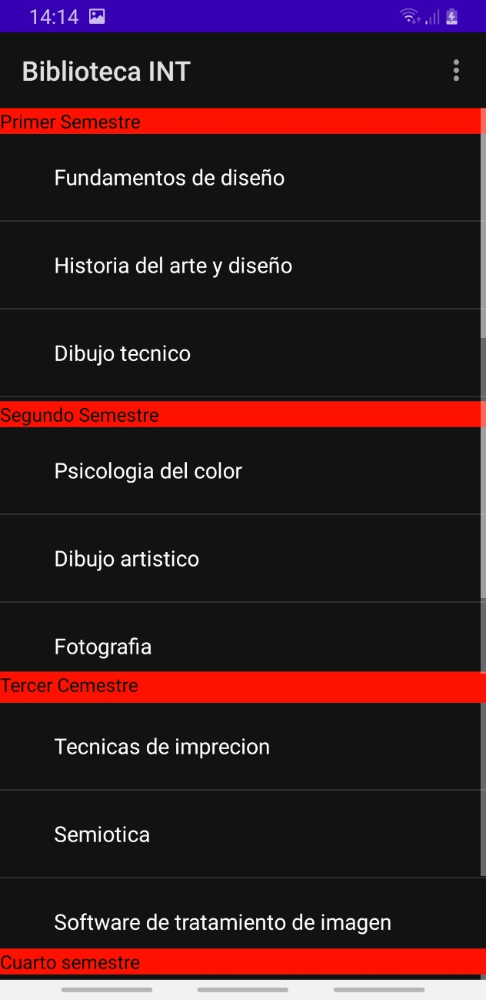 14:14
Biblioteca INT
Primer Semestre
Fundamentos de diseño
Historia del arte y diseño
Dibujo tecnico
Segundo Semestre
Psicologia del color
Dibujo artistico
Fotografia
Tercer Cemestre
Tecnicas de imprecion
Semiotica
Software de tratamiento de imagen
Cuarto semestre